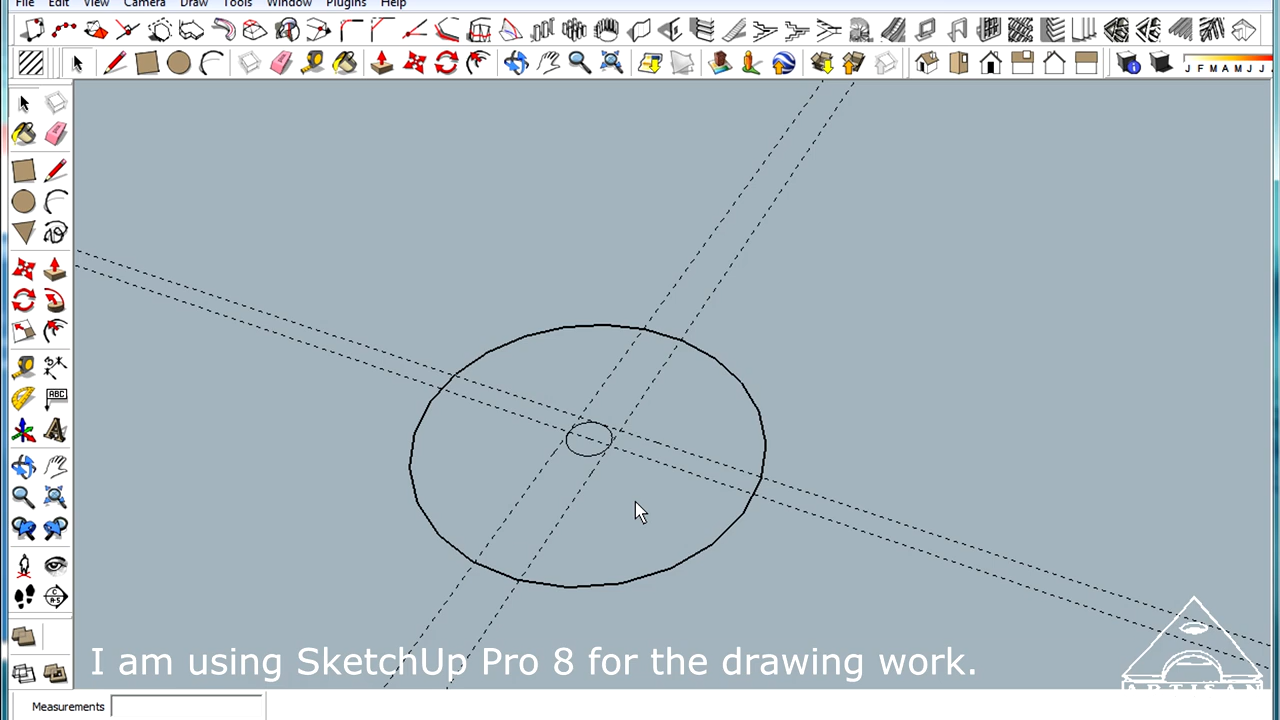 File Edit View Camera Draw Tools Window Plugins Help
J F M A M J J A
ABC
I am using SketchUp Pro 8 for the drawing work.
ARTISAN
Measurements